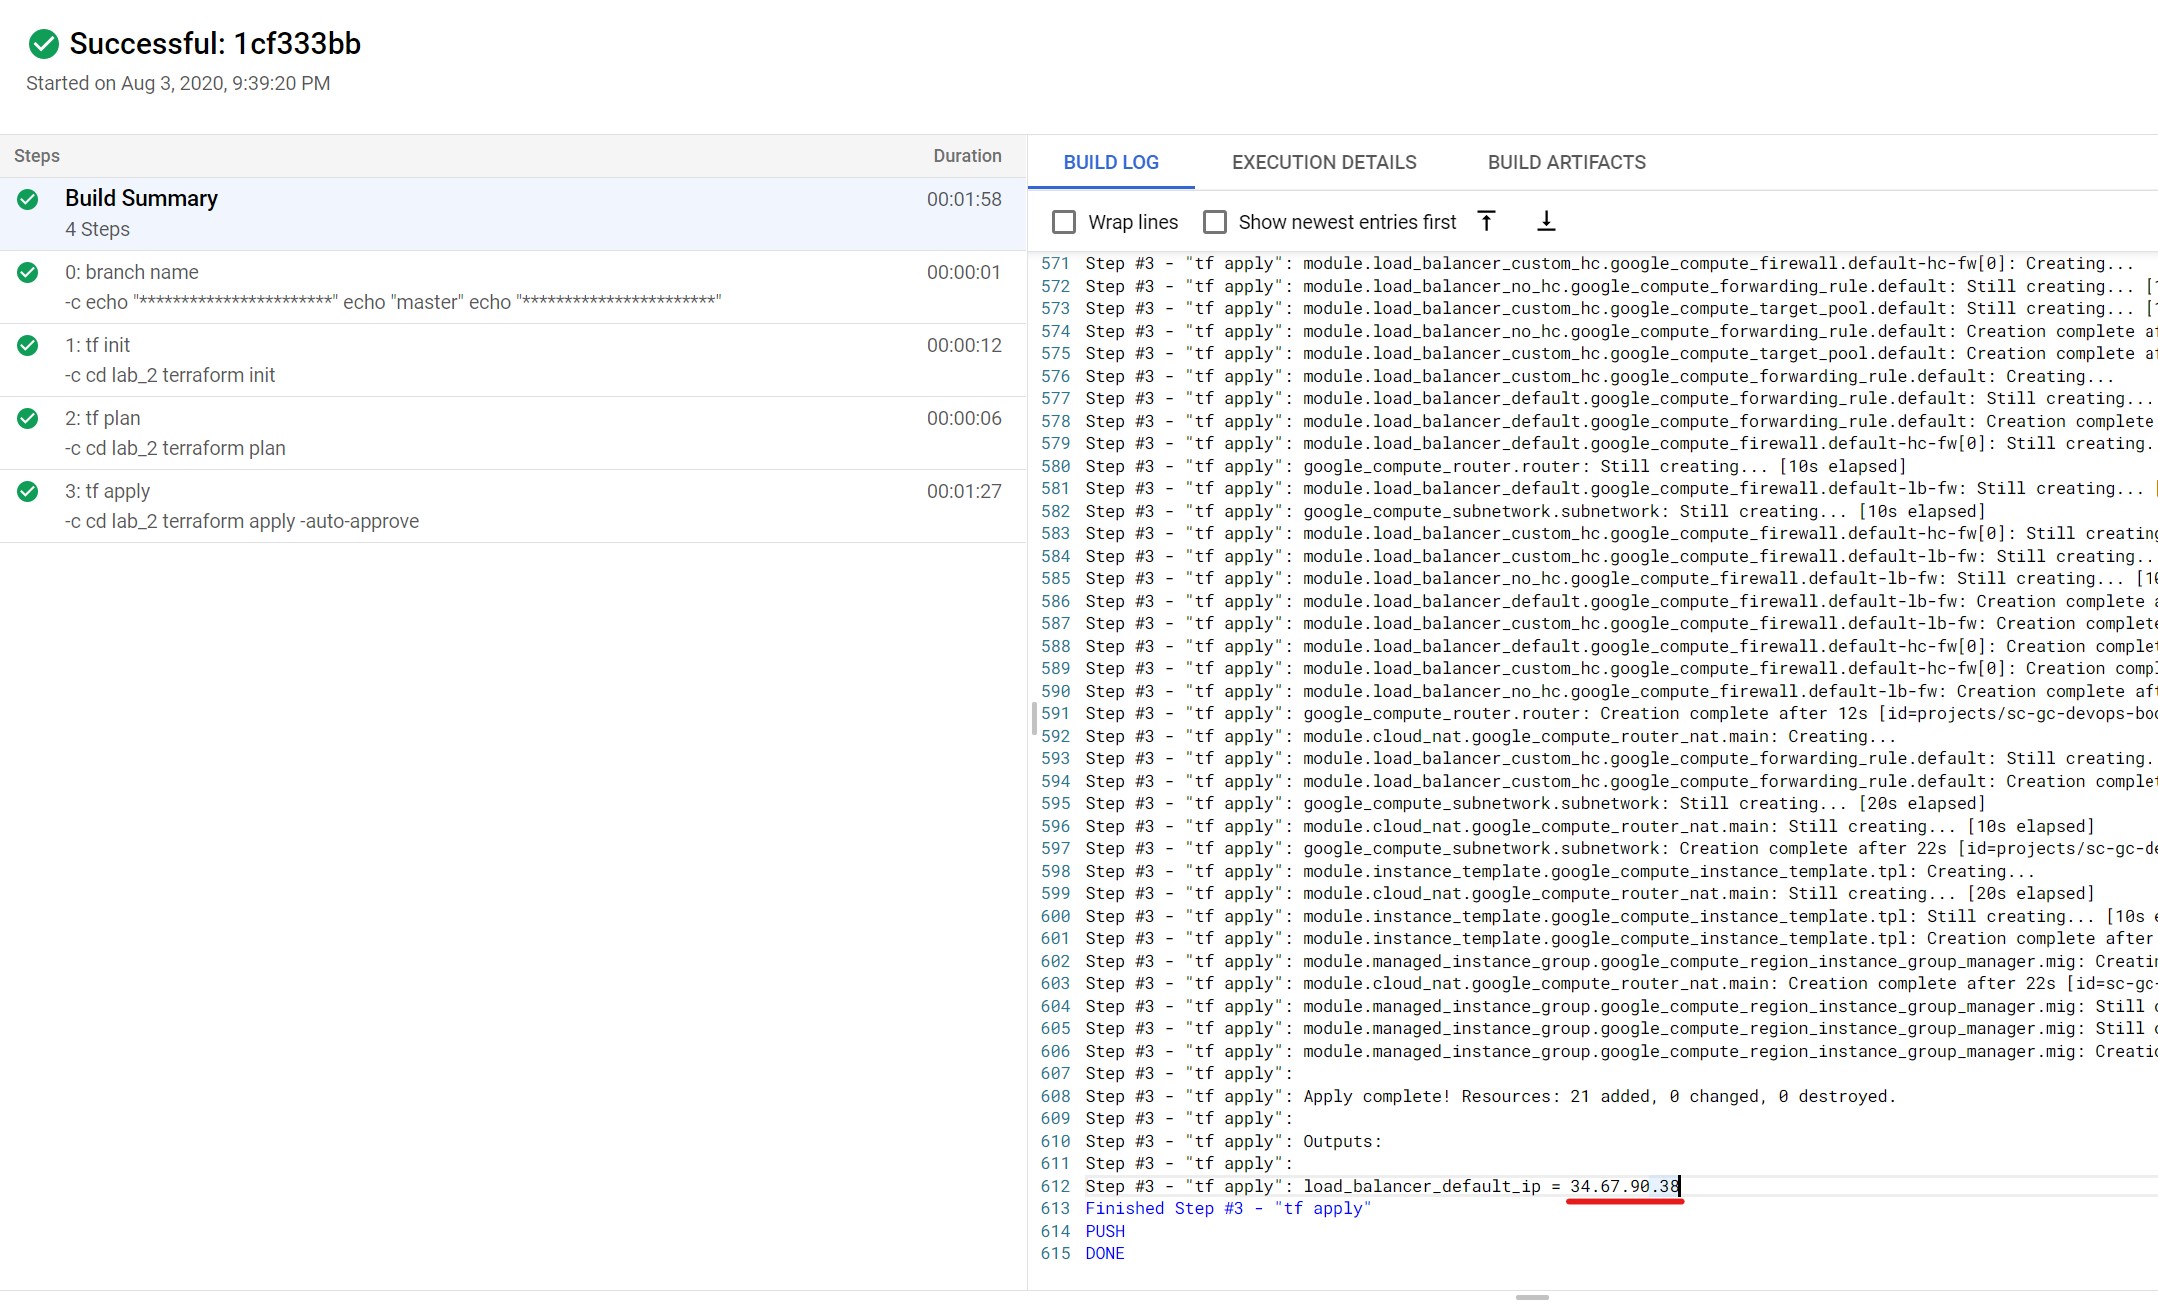 Successful: 1cf333bb
Started on Aug 3, 2020, 9:39:20 PM
Steps Duration
Build Summary 00:01:58
4 Steps
0: branch name 00:00:01
-c echo "***********************" echo "master" echo "***********************"
1: tf init 00:00:12
-c cd lab_2 terraform init
2: tf plan 00:00:06
-c cd lab_2 terraform plan
3: tf apply 00:01:27
-c cd lab_2 terraform apply -auto-approve
BUILD LOG EXECUTION DETAILS BUILD ARTIFACTS
Wrap lines Show newest entries first
571 Step #3 - "tf apply": module.load_balancer_custom_hc.google_compute_firewall.default-hc-fw[0]: Creating...
572 Step #3 - "tf apply": module.load_balancer_no_hc.google_compute_forwarding_rule.default: Still creating... [
573 Step #3 - "tf apply": module.load_balancer_custom_hc.google_compute_target_pool.default: Still creating... [
574 Step #3 - "tf apply": module.load_balancer_no_hc.google_compute_forwarding_rule.default: Creation complete
575 Step #3 - "tf apply": module.load_balancer_custom_hc.google_compute_target_pool.default: Creation complete
576 Step #3 - "tf apply": module.load_balancer_custom_hc.google_compute_forwarding_rule.default: Creating...
577 Step #3 - "tf apply": module.load_balancer_default.google_compute_forwarding_rule.default: Still creating...
578 Step #3 - "tf apply": module.load_balancer_default.google_compute_forwarding_rule.default: Creation complete
579 Step #3 - "tf apply": module.load_balancer_default.google_compute_firewall.default-hc-fw[0]: Still creating.
580 Step #3 - "tf apply": google_compute_router.router: Still creating... [10s elapsed]
581 Step #3 - "tf apply": module.load_balancer_default.google_compute_firewall.default-lb-fw: Still creating... [
582 Step #3 - "tf apply": google_compute_subnetwork.subnetwork: Still creating... [10s elapsed]
583 Step #3 - "tf apply": module.load_balancer_custom_hc.google_compute_firewall.default-hc-fw[0]: Still creatin
584 Step #3 - "tf apply": module.load_balancer_custom_hc.google_compute_firewall.default-lb-fw: Still creating..
585 Step #3 - "tf apply": module.load_balancer_no_hc.google_compute_firewall.default-lb-fw: Still creating... [1
586 Step #3 - "tf apply": module.load_balancer_default.google_compute_firewall.default-lb-fw: Creation complete
587 Step #3 - "tf apply": module.load_balancer_custom_hc.google_compute_firewall.default-lb-fw: Creation complet
588 Step #3 - "tf apply": module.load_balancer_default.google_compute_firewall.default-hc-fw[0]: Creation complet
589 Step #3 - "tf apply": module.load_balancer_custom_hc.google_compute_firewall.default-hc-fw[0]: Creation comp
590 Step #3 - "tf apply": module.load_balancer_no_hc.google_compute_firewall.default-lb-fw: Creation complete af
591 Step #3 - "tf apply": google_compute_router.router: Creation complete after 12s [id=projects/sc-gc-devops-bo
592 Step #3 - "tf apply": module.cloud_nat.google_compute_router_nat.main: Creating...
593 Step #3 - "tf apply": module.load_balancer_custom_hc.google_compute_forwarding_rule.default: Still creating.
594 Step #3 - "tf apply": module.load_balancer_custom_hc.google_compute_forwarding_rule.default: Creation complet
595 Step #3 - "tf apply": google_compute_subnetwork.subnetwork: Still creating... [20s elapsed]
596 Step #3 - "tf apply": module.cloud_nat.google_compute_router_nat.main: Still creating... [10s elapsed]
597 Step #3 - "tf apply": google_compute_subnetwork.subnetwork: Creation complete after 22s [id=projects/sc-gc-de
598 Step #3 - "tf apply": module.instance_template.google_compute_instance_template.tpl: Creating...
599 Step #3 - "tf apply": module.cloud_nat.google_compute_router_nat.main: Still creating... [20s elapsed]
600 Step #3 - "tf apply": module.instance_template.google_compute_instance_template.tpl: Still creating... [10s
601 Step #3 - "tf apply": module.instance_template.google_compute_instance_template.tpl: Creation complete after
602 Step #3 - "tf apply": module.managed_instance_group.google_compute_region_instance_group_manager.mig: Creati
603 Step #3 - "tf apply": module.cloud_nat.google_compute_router_nat.main: Creation complete after 22s [id=sc-gc-
604 Step #3 - "tf apply": module.managed_instance_group.google_compute_region_instance_group_manager.mig: Still
605 Step #3 - "tf apply": module.managed_instance_group.google_compute_region_instance_group_manager.mig: Still
606 Step #3 - "tf apply": module.managed_instance_group.google_compute_region_instance_group_manager.mig: Creati
607 Step #3 - "tf apply":
608 Step #3 - "tf apply": Apply complete! Resources: 21 added, 0 changed, 0 destroyed.
609 Step #3 - "tf apply":
610 Step #3 - "tf apply": Outputs:
611 Step #3 - "tf apply":
612 Step #3 - "tf apply": load_balancer_default_ip = 34.67.90.38
613 Finished Step #3 - "tf apply"
614 PUSH
615 DONE